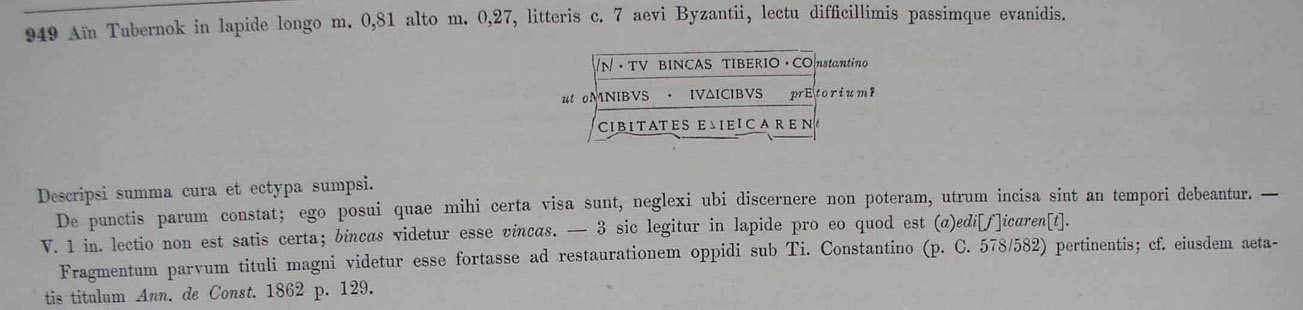 949 Aïn Tubernok in lapide longo m. 0,81 alto m. 0,27, litteris c. 7 aevi Byzantii, lectu difficillimis passimque evanidis.
IN · TV BINCAS TIBERIO · COnstantino
ut oMNIBVS · IVΔICIBVS prEtorium?
CIBITATES EDIEICARENt
Descripsi summa cura et ectypa sumpsi.
De punctis parum constat; ego posui quae mihi certa visa sunt, neglexi ubi discernere non poteram, utrum incisa sint an tempori debeantur. —
V. 1 in. lectio non est satis certa; bincas videtur esse vincas. — 3 sic legitur in lapide pro eo quod est (a)edi[f]icaren[t].
Fragmentum parvum tituli magni videtur esse fortasse ad restaurationem oppidi sub Ti. Constantino (p. C. 578/582) pertinentis; cf. eiusdem aeta-
tis titulum Ann. de Const. 1862 p. 129.